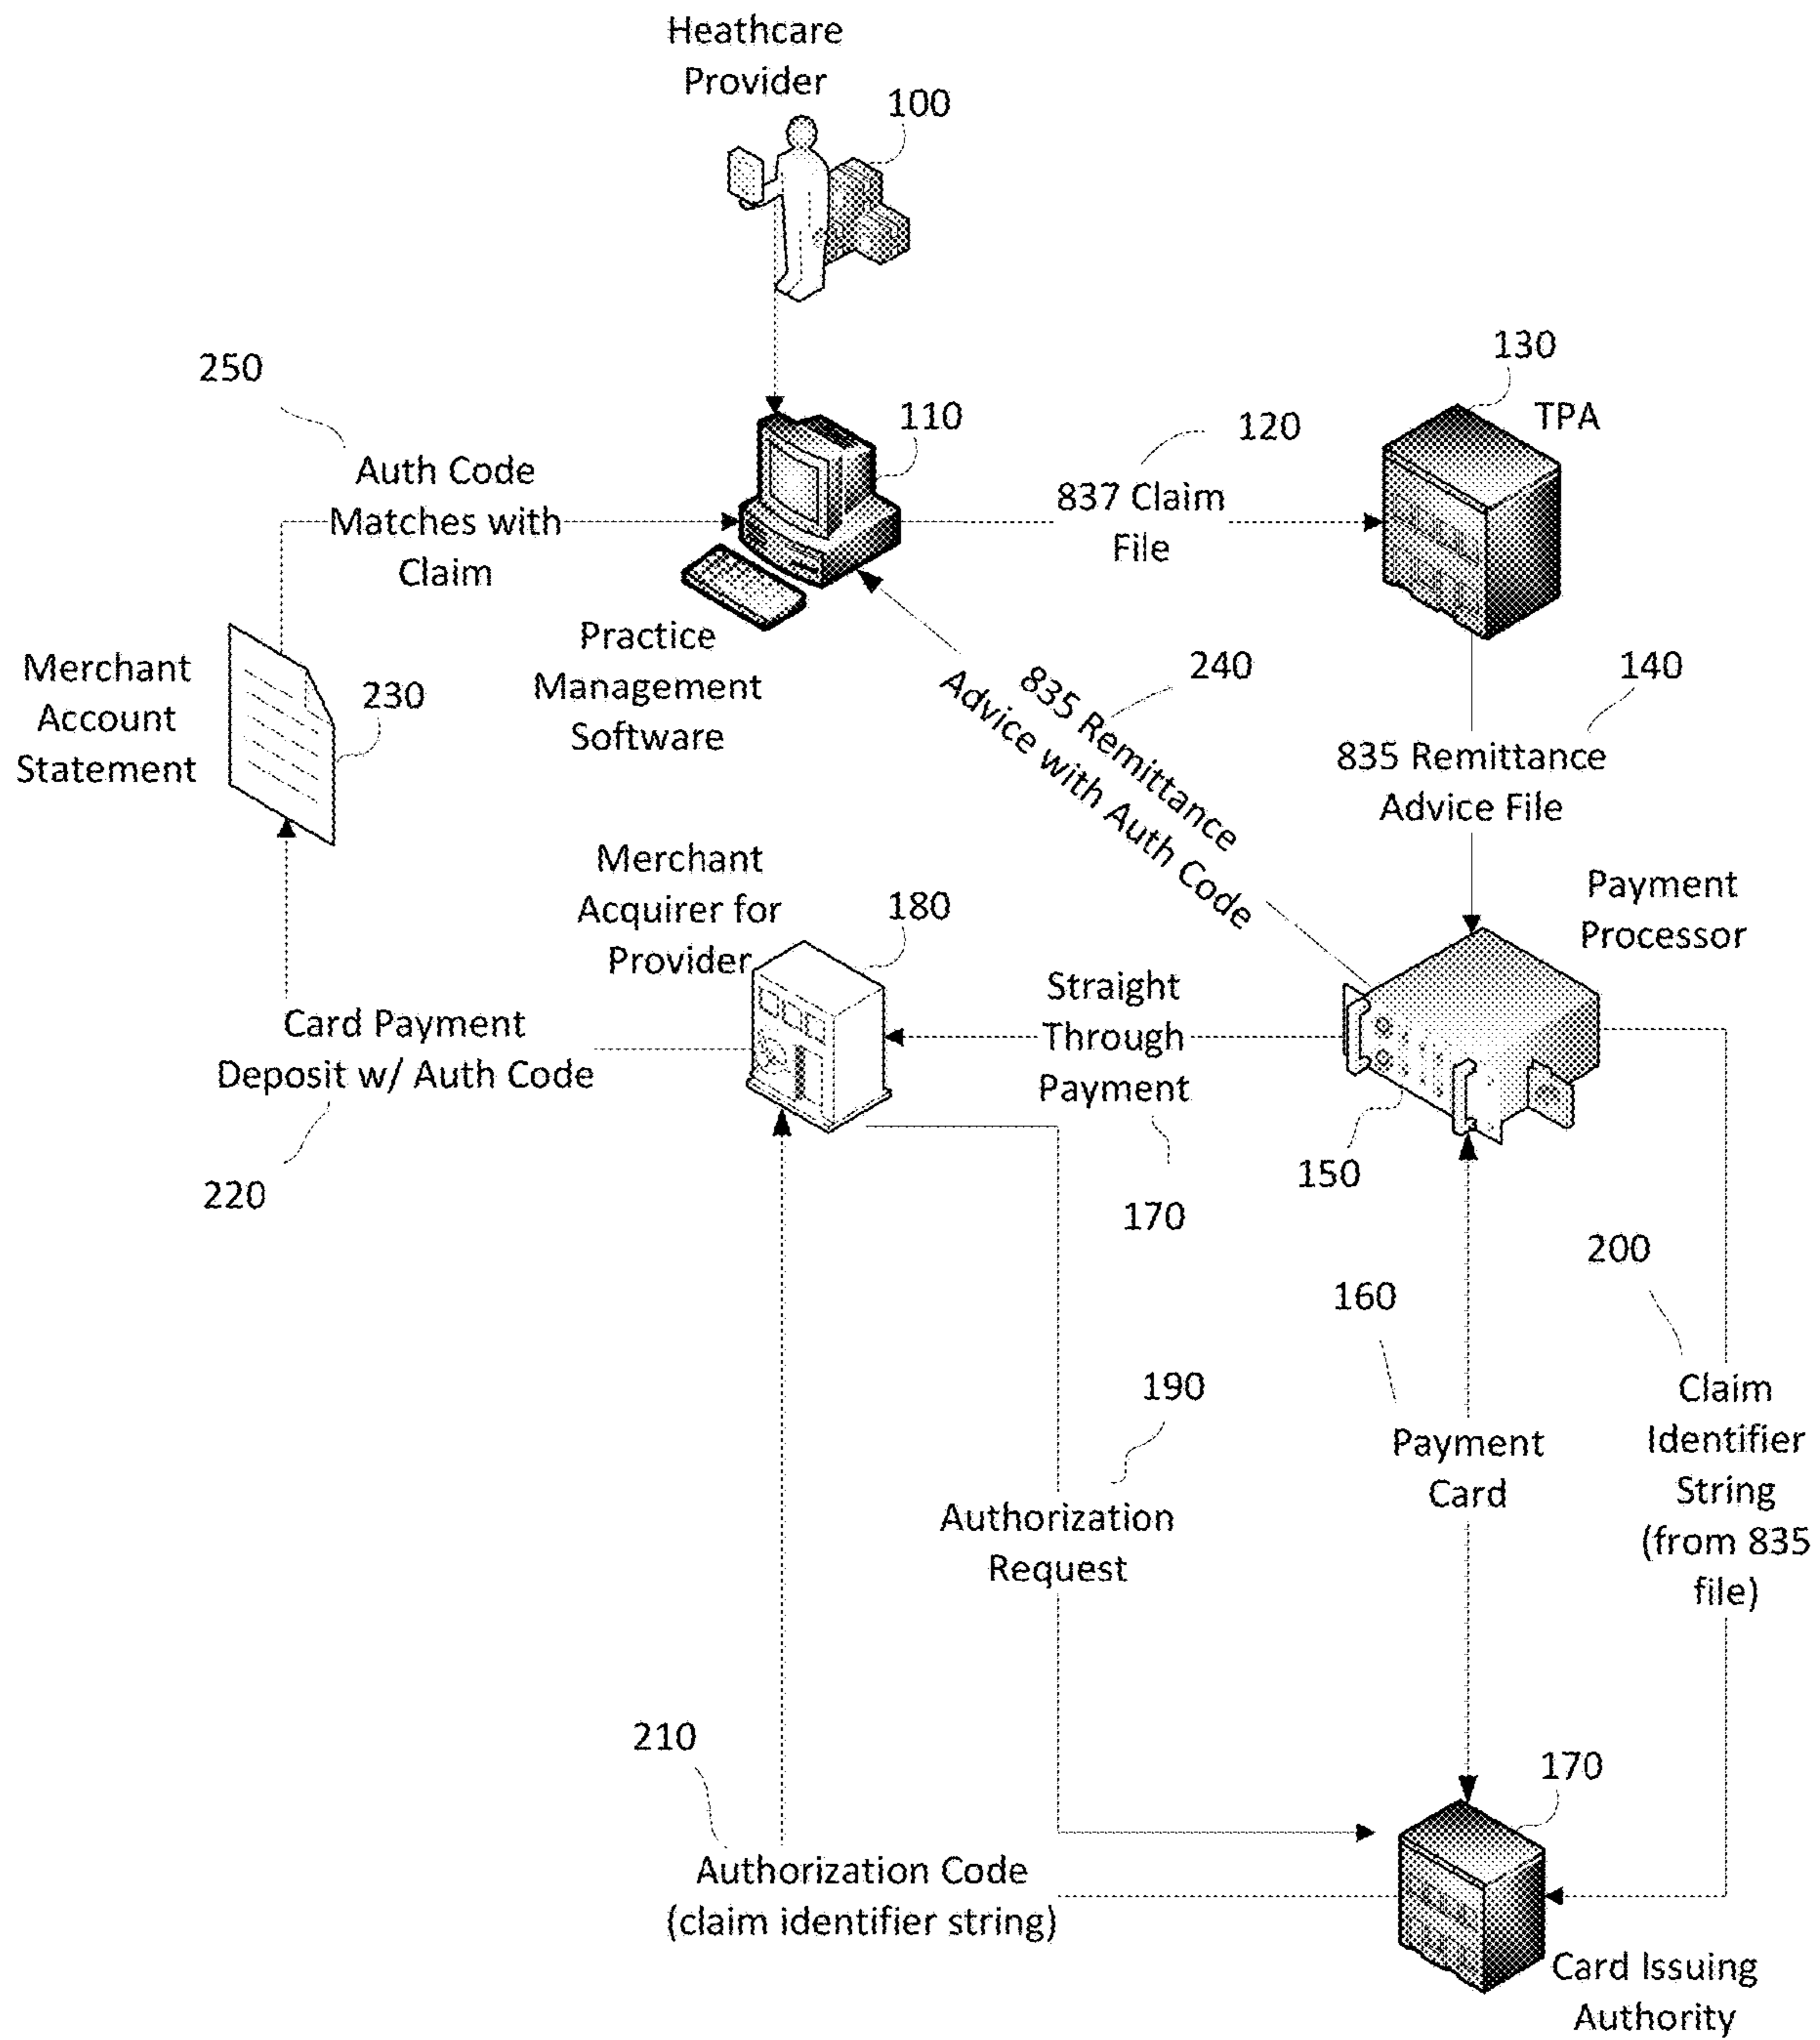 Heathcare
Provider
100
250
130
TPA
110
120
Auth Code
Matches with
Claim
837 Claim
File
Practice
Management
Software
Merchant
Account
Statement
230
240
140
835 Remittance
Advice with Auth Code
835 Remittance
Advice File
Merchant
Acquirer for
Provider
180
Payment
Processor
Straight
Through
Payment
Card Payment
Deposit w/ Auth Code
220
170
150
200
160
190
Claim
Identifier
String
(from 835
file)
Payment
Card
Authorization
Request
210
170
Authorization Code
(claim identifier string)
Card Issuing
Authority